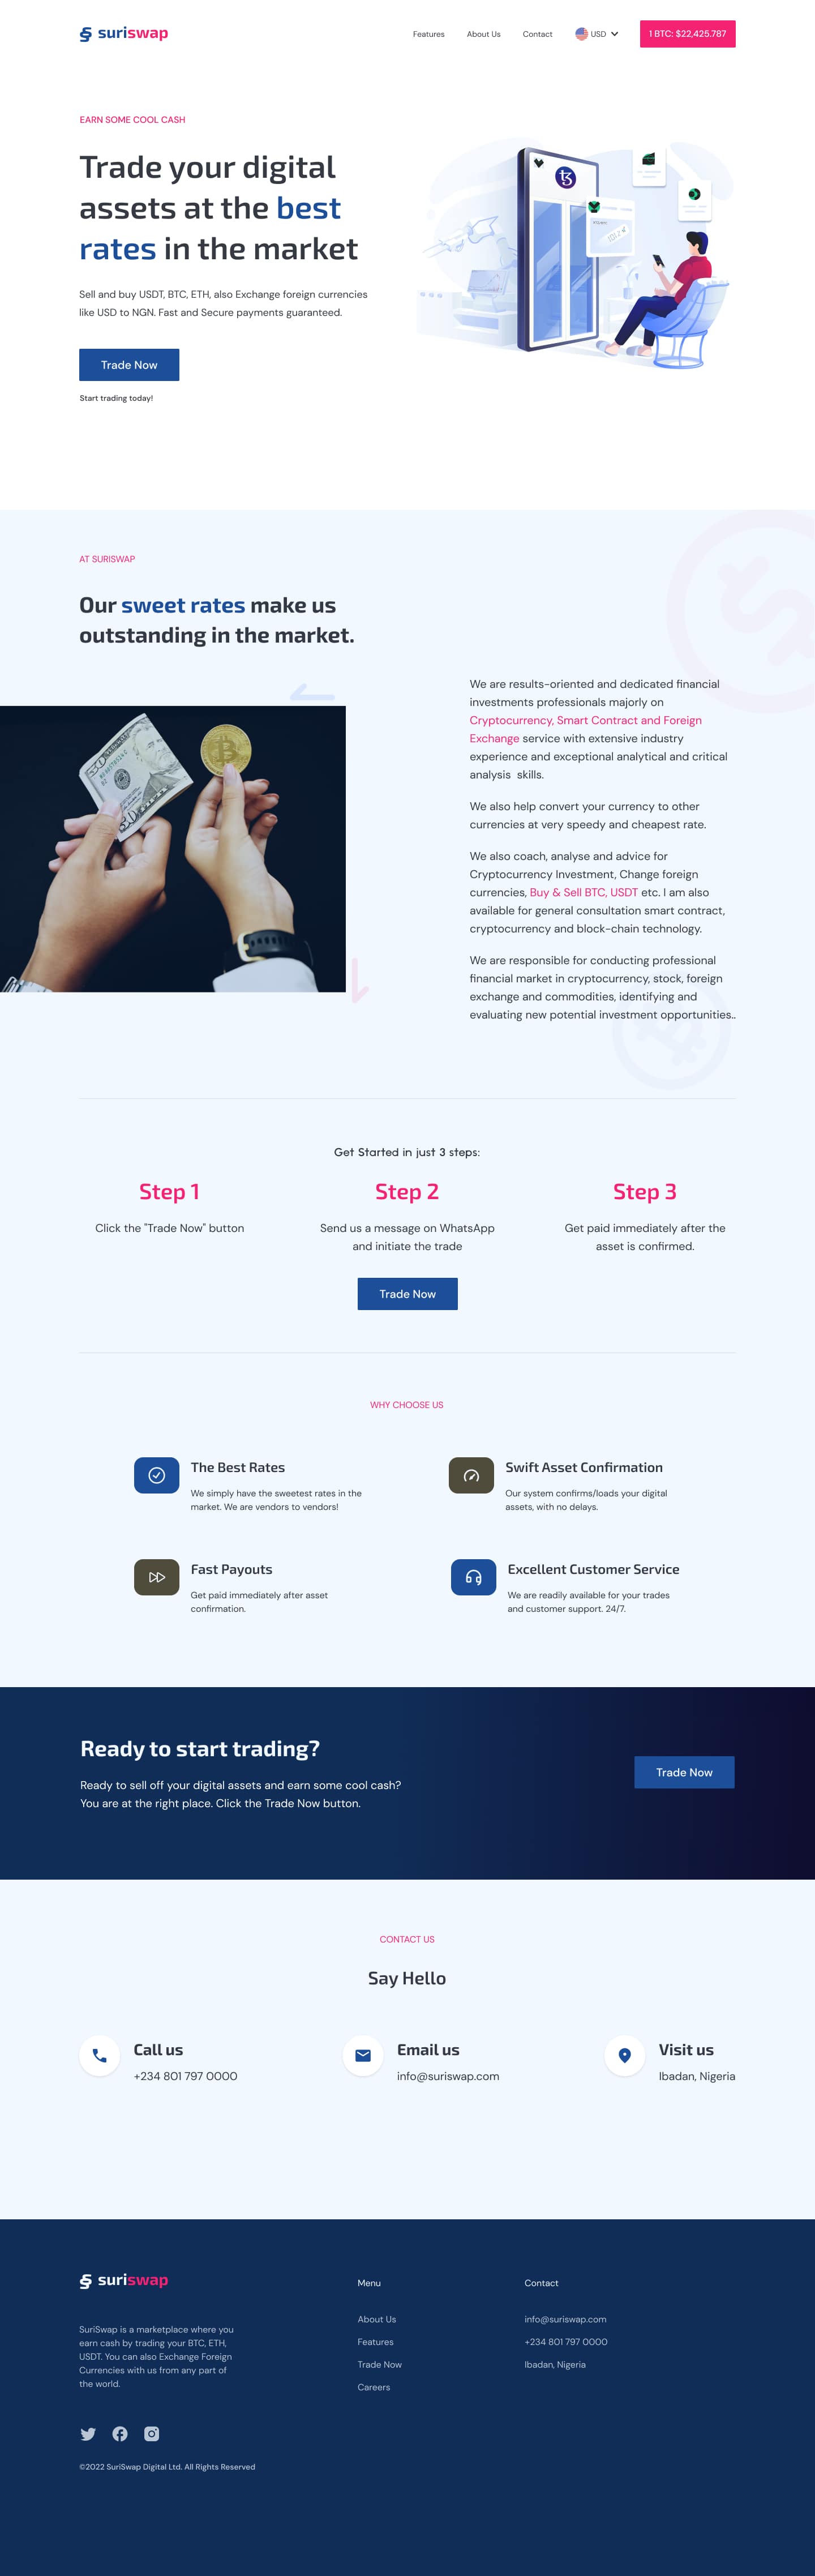 suriswap
Features
About Us
Contact
USD
1 BTC: $22,425.787
EARN SOME COOL CASH
Trade your digital
assets at the best
rates in the market
Sell and buy USDT, BTC, ETH, also Exchange foreign currencies
like USD to NGN. Fast and Secure payments guaranteed.
Trade Now
Start trading today!
AT SURISWAP
Our sweet rates make us
outstanding in the market.
We are results-oriented and dedicated financial
investments professionals majorly on
Cryptocurrency, Smart Contract and Foreign
Exchange service with extensive industry
experience and exceptional analytical and critical
analysis skills.
We also help convert your currency to other
currencies at very speedy and cheapest rate.
We also coach, analyse and advice for
Cryptocurrency Investment, Change foreign
currencies, Buy & Sell BTC, USDT etc. I am also
available for general consultation smart contract,
cryptocurrency and block-chain technology.
We are responsible for conducting professional
financial market in cryptocurrency, stock, foreign
exchange and commodities, identifying and
evaluating new potential investment opportunities..
Get Started in just 3 steps:
Step 1
Click the "Trade Now" button
Step 2
Send us a message on WhatsApp
and initiate the trade
Step 3
Get paid immediately after the
asset is confirmed.
Trade Now
WHY CHOOSE US
The Best Rates
We simply have the sweetest rates in the
market. We are vendors to vendors!
Swift Asset Confirmation
Our system confirms/loads your digital
assets, with no delays.
Fast Payouts
Get paid immediately after asset
confirmation.
Excellent Customer Service
We are readily available for your trades
and customer support. 24/7.
Ready to start trading?
Ready to sell off your digital assets and earn some cool cash?
You are at the right place. Click the Trade Now button.
Trade Now
CONTACT US
Say Hello
Call us
+234 801 797 0000
Email us
info@suriswap.com
Visit us
Ibadan, Nigeria
suriswap
SuriSwap is a marketplace where you
earn cash by trading your BTC, ETH,
USDT. You can also Exchange Foreign
Currencies with us from any part of
the world.
©2022 SuriSwap Digital Ltd. All Rights Reserved
Menu
About Us
Features
Trade Now
Careers
Contact
info@suriswap.com
+234 801 797 0000
Ibadan, Nigeria